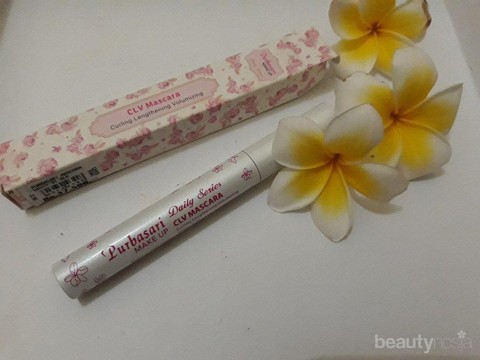 CLV Mascara
Curling Lengthening Volumizing
Purbasari Daily Series
MAKE UP CLV MASCARA
beautynesia